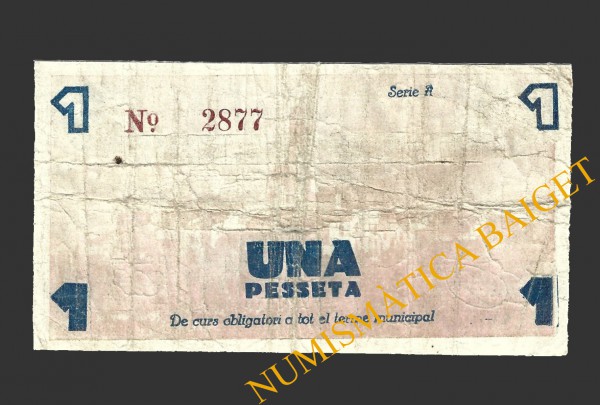 1 Serie A 1
Nº 2877
UNA
PESSETA
1 1
De curs obligatori a tot el terme municipal
NUMISMÀTICA BAIGET